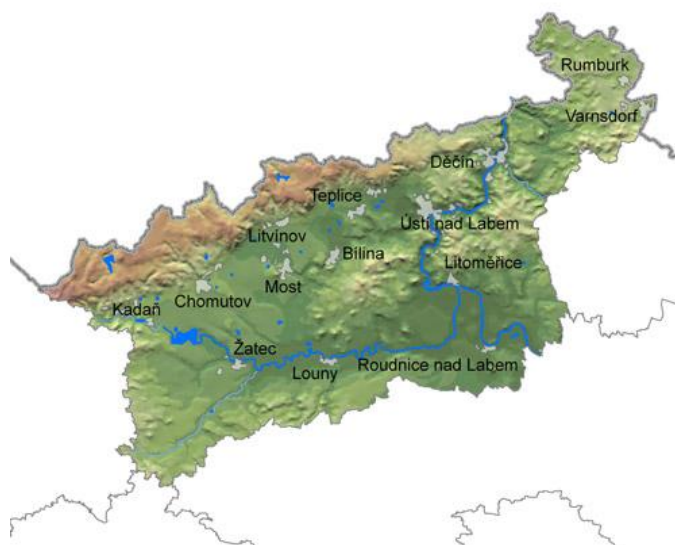 Rumburk
Varnsdorf
Děčín
Teplice
Ústí nad Labem
Litvínov
Bílina
Litoměřice
Most
Chomutov
Kadaň
Žatec
Louny
Roudnice nad Labem